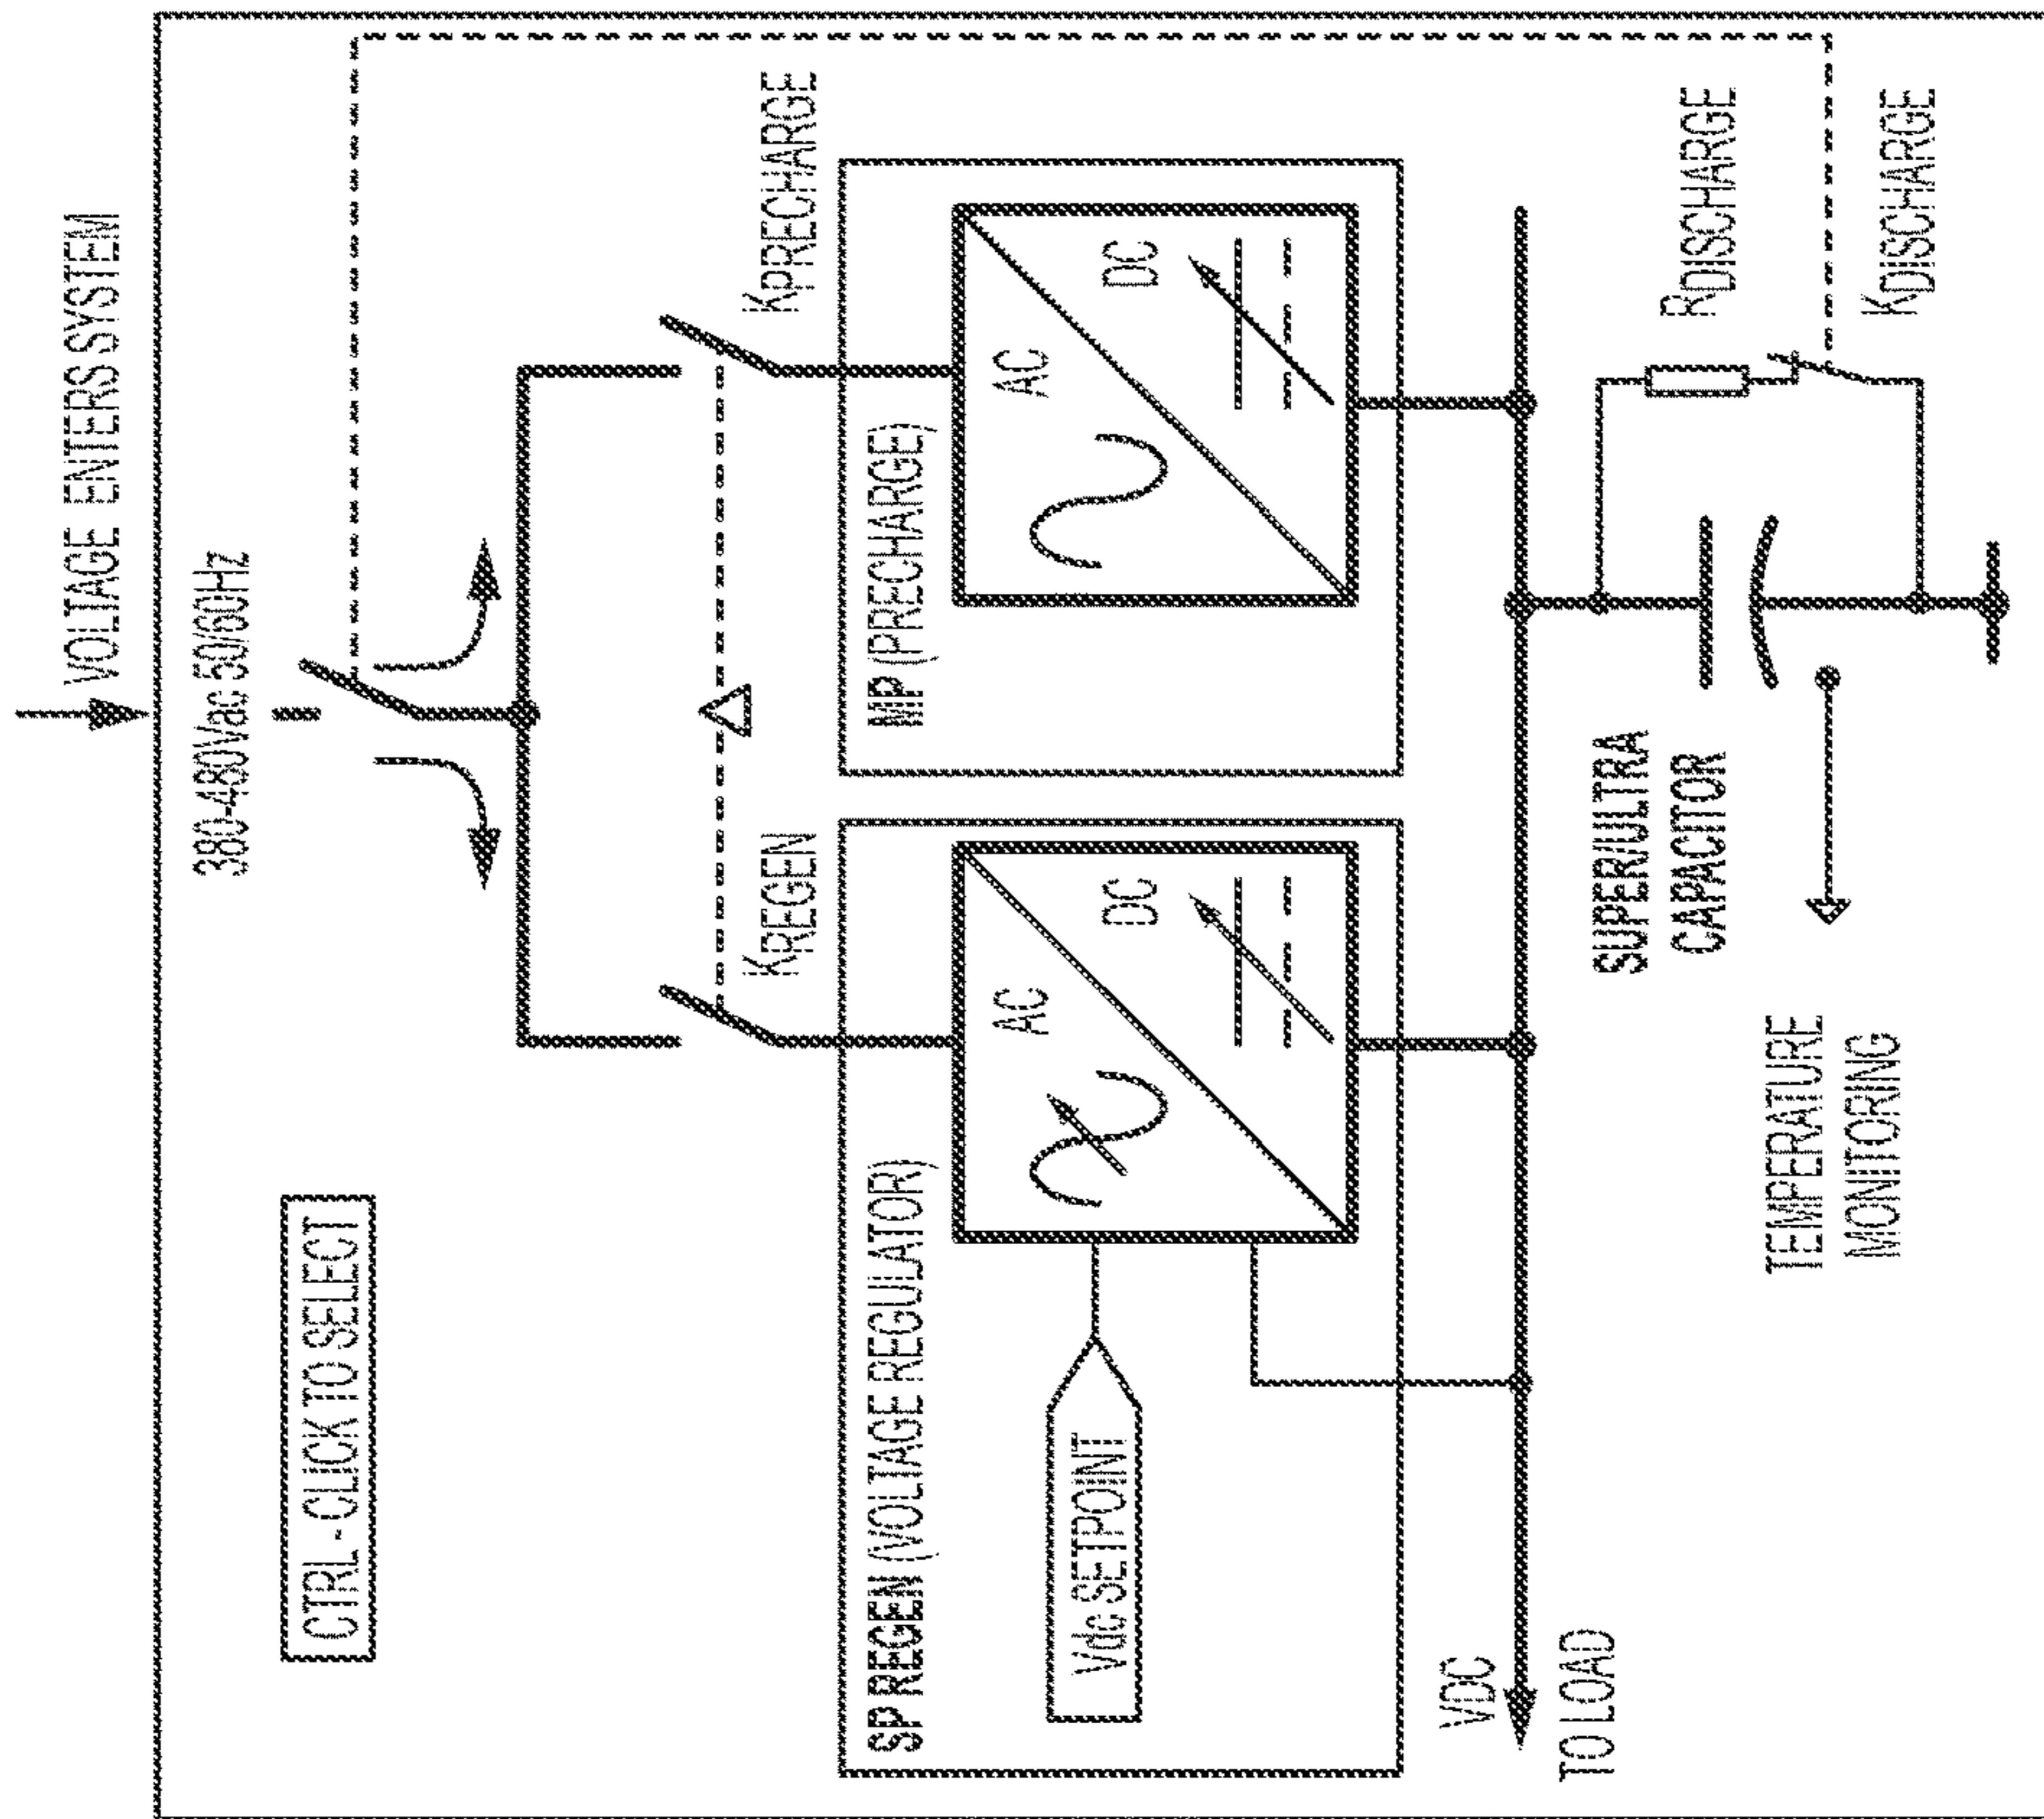 VOLTAGE ENTERS SYSTEM
380-480Vac 50/60Hz
CTRL - CLICK TO SELECT
KREGEN
KPRECHARGE
SP REGEN (VOLTAGE REGULATOR)
MP (PRECHARGE)
Vdc SETPOINT
AC
DC
AC
DC
VDC
TO LOAD
SUPER/ULTRA
CAPACITOR
RDISCHARGE
KDISCHARGE
TEMPERATURE
MONITORING